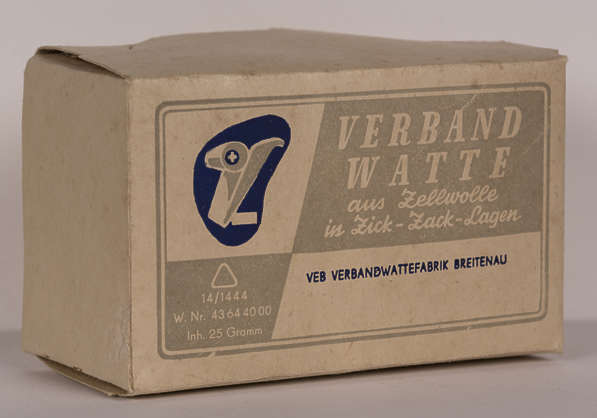 VERBAND
WATTE
aus Zellwolle
in Zick-Zack-Lagen
VEB VERBANDWATTEFABRIK BREITENAU
14/1444
W. Nr. 43 64 40 00
Inh. 25 Gramm